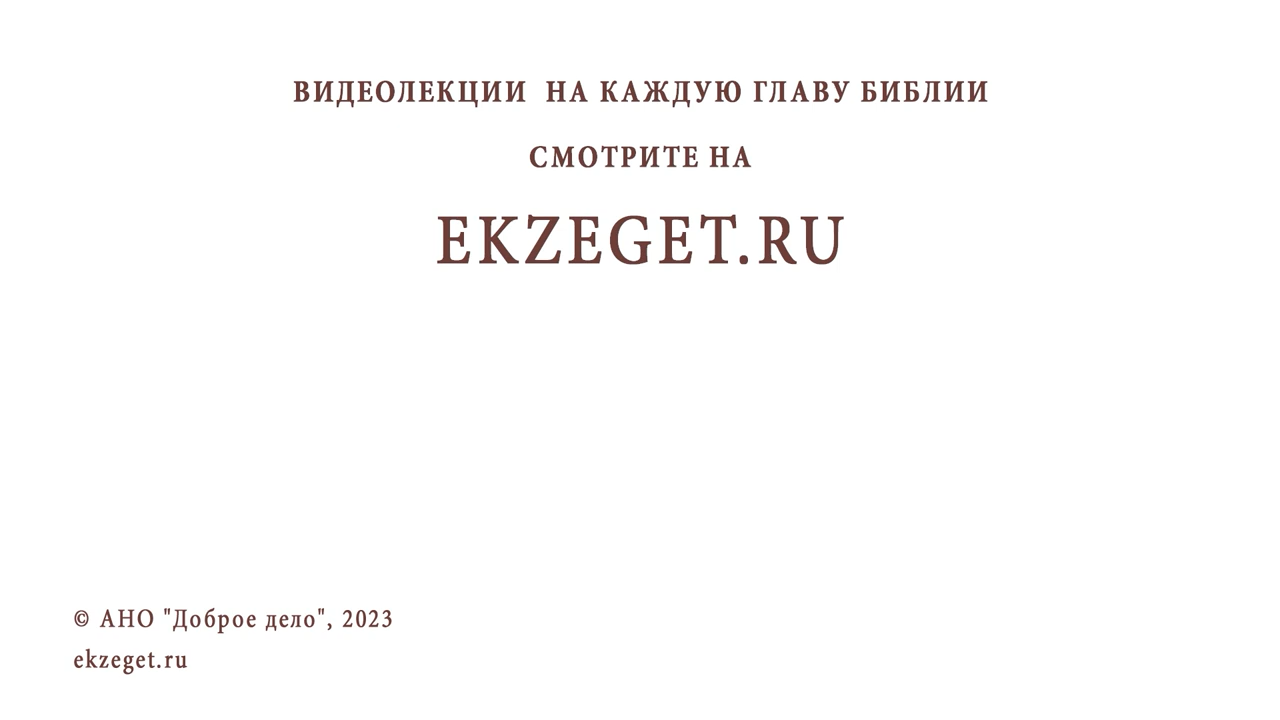 ВИДЕОЛЕКЦИИ НА КАЖДУЮ ГЛАВУ БИБЛИИ
СМОТРИТЕ НА
EKZEGET.RU
© АНО "Доброе дело", 2023
ekzeget.ru